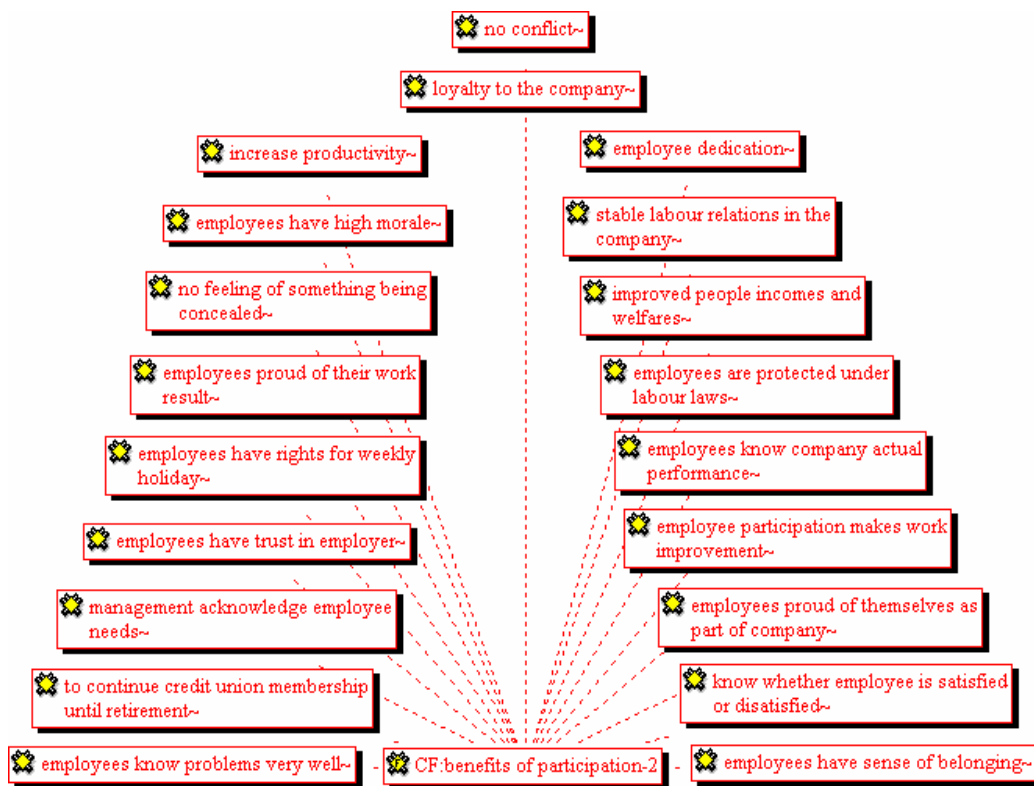 no conflict~
loyalty to the company~
increase productivity~
employee dedication~
employees have high morale~
stable labour relations in the
company~
no feeling of something being
concealed~
improved people incomes and
welfares~
employees proud of their work
result~
employees are protected under
labour laws~
employees have rights for weekly
holiday~
employees know company actual
performance~
employees have trust in employer~
employee participation makes work
improvement~
management acknowledge employee
needs~
employees proud of themselves as
part of company~
to continue credit union membership
until retirement~
know whether employee is satisfied
or disatisfied~
employees know problems very well~
CF:benefits of participation-2
employees have sense of belonging~